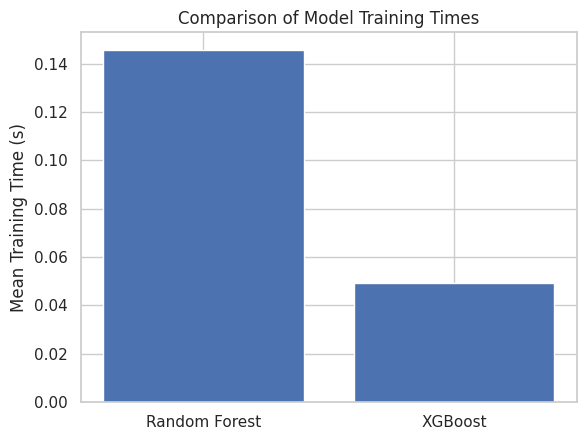 Comparison of Model Training Times
Mean Training Time (s)
0.14
0.12
0.10
0.08
0.06
0.04
0.02
0.00
Random Forest
XGBoost